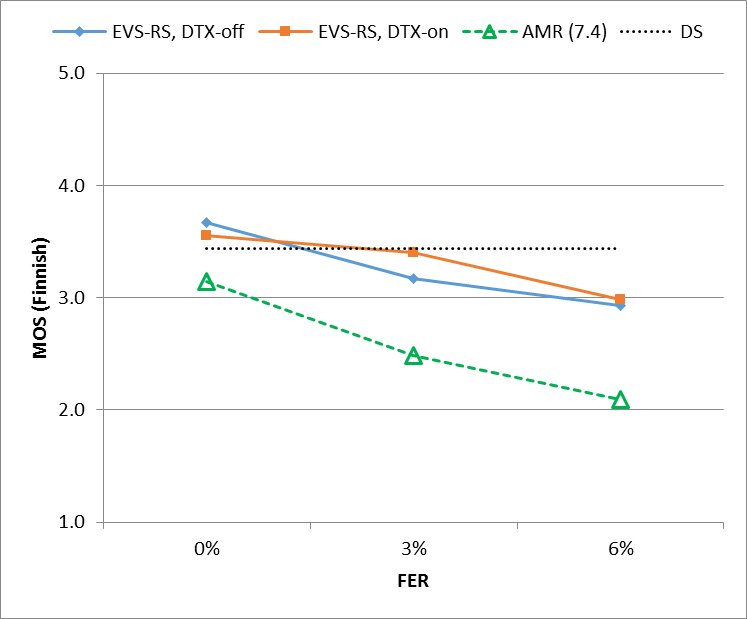 EVS-RS, DTX-off EVS-RS, DTX-on AMR (7.4) DS
5.0
4.0
3.0
2.0
1.0
MOS (Finnish)
0% 3% 6%
FER